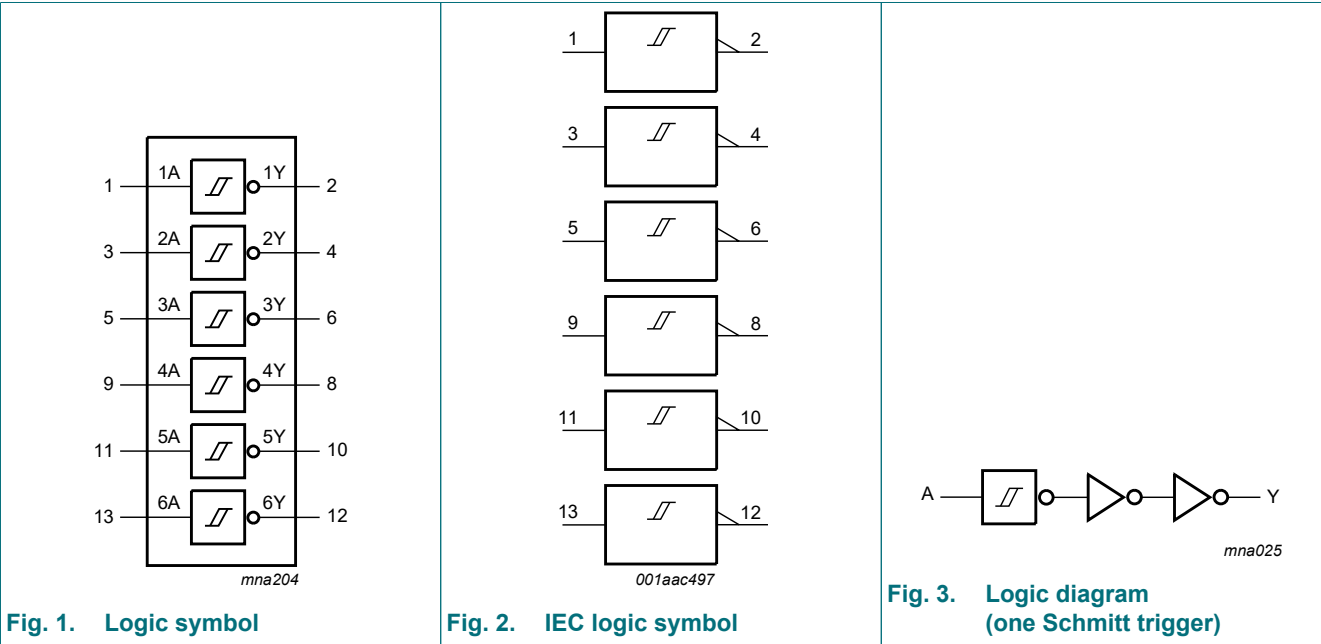 1 1A 1Y 2
3 2A 2Y 4
5 3A 3Y 6
9 4A 4Y 8
11 5A 5Y 10
13 6A 6Y 12
mna204
Fig. 1. Logic symbol
1 2
3 4
5 6
9 8
11 10
13 12
001aac497
Fig. 2. IEC logic symbol
A Y
mna025
Fig. 3. Logic diagram
(one Schmitt trigger)